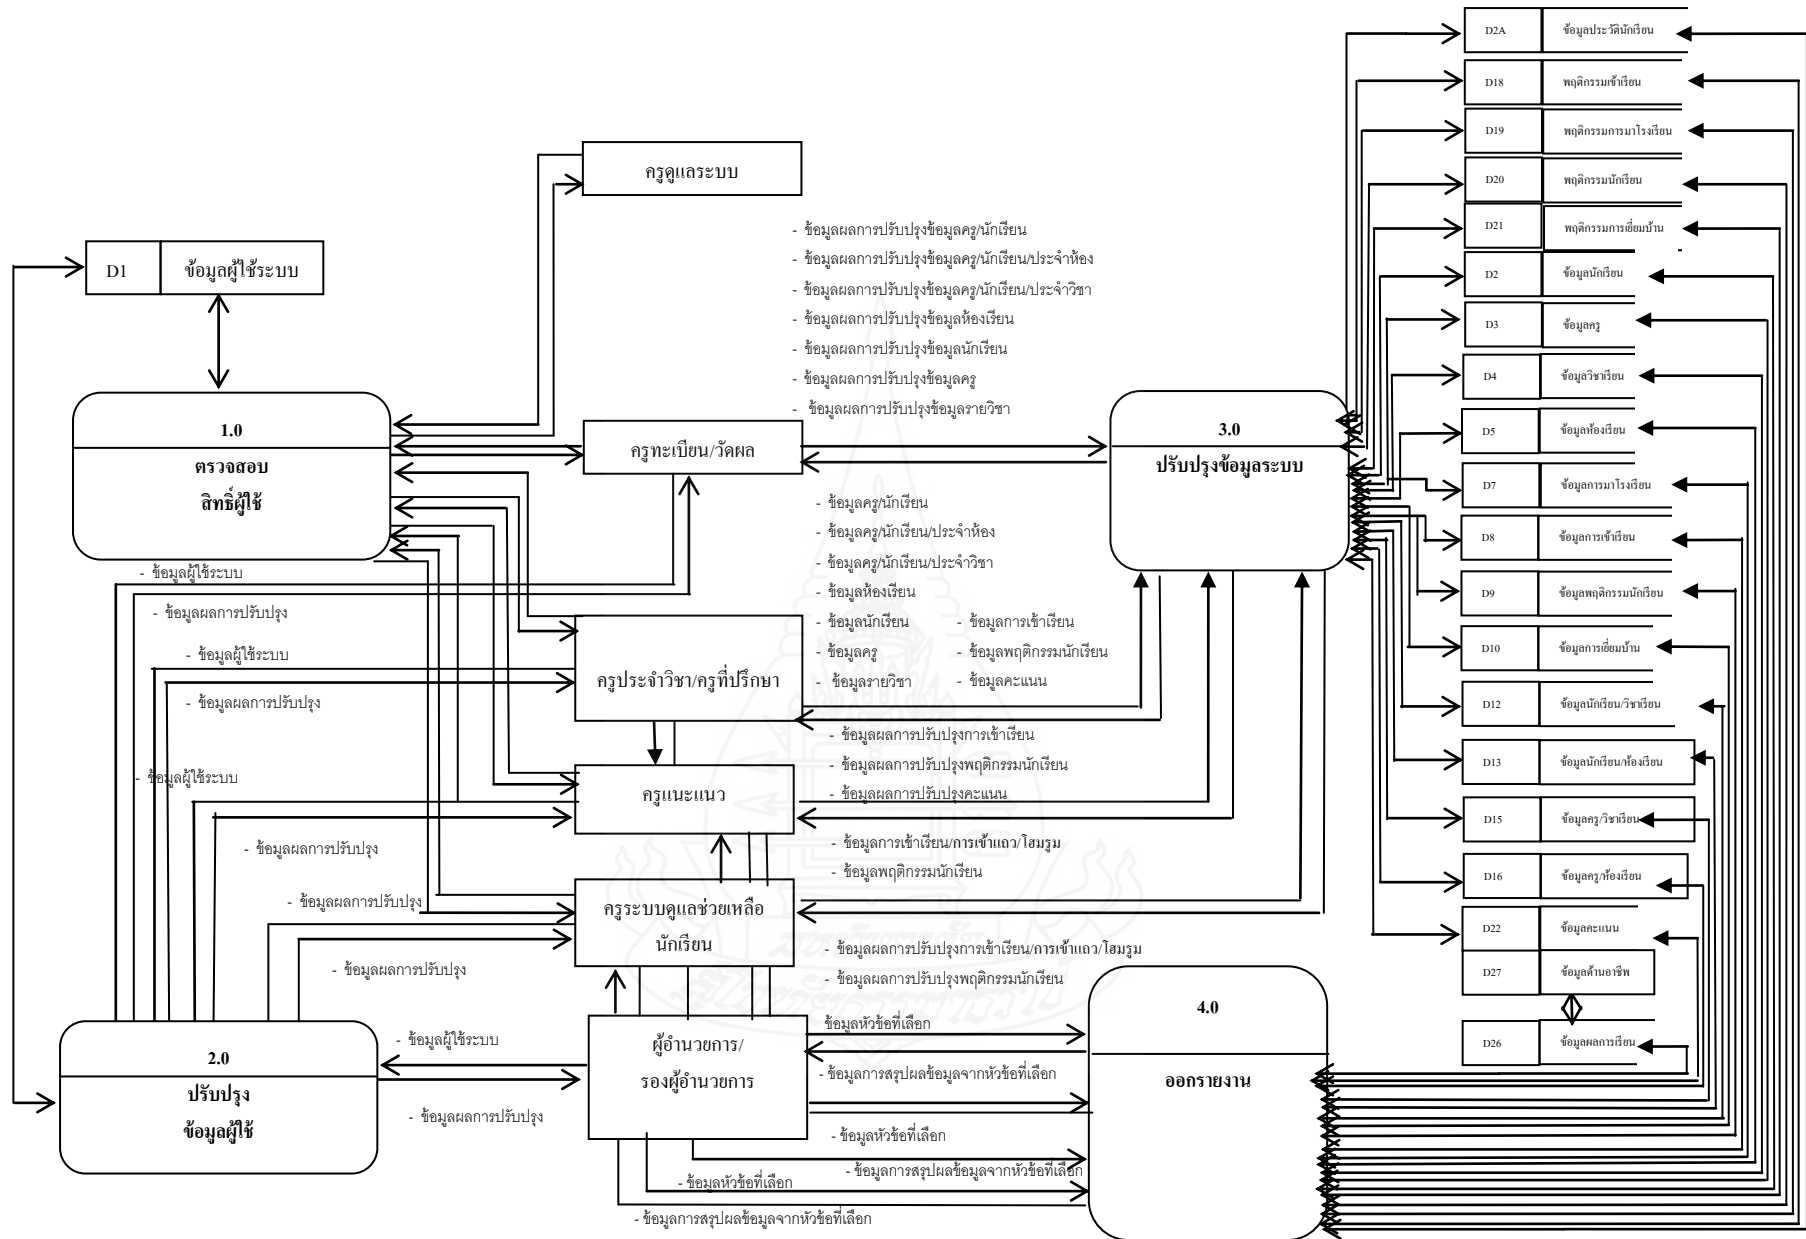 D2A ข้อมูลประวัตินักเรียน
D18 พฤติกรรมเข้าเรียน
D19 พฤติกรรมการมาโรงเรียน
D20 พฤติกรรมนักเรียน
D21 พฤติกรรมการเยี่ยมบ้าน
D2 ข้อมูลนักเรียน
D3 ข้อมูลครู
D4 ข้อมูลวิชาเรียน
D5 ข้อมูลห้องเรียน
D7 ข้อมูลการมาโรงเรียน
D8 ข้อมูลการเข้าเรียน
D9 ข้อมูลพฤติกรรมนักเรียน
D10 ข้อมูลการเยี่ยมบ้าน
D12 ข้อมูลนักเรียน/วิชาเรียน
D13 ข้อมูลนักเรียน/ห้องเรียน
D15 ข้อมูลครู/วิชาเรียน
D16 ข้อมูลครู/ห้องเรียน
D22 ข้อมูลคะแนน
D27 ข้อมูลด้านอาชีพ
D26 ข้อมูลผลการเรียน
ครูดูแลระบบ
D1 ข้อมูลผู้ใช้ระบบ
- ข้อมูลผลการปรับปรุงข้อมูลครู/นักเรียน
- ข้อมูลผลการปรับปรุงข้อมูลครู/นักเรียน/ประจำห้อง
- ข้อมูลผลการปรับปรุงข้อมูลครู/นักเรียน/ประจำวิชา
- ข้อมูลผลการปรับปรุงข้อมูลห้องเรียน
- ข้อมูลผลการปรับปรุงข้อมูลนักเรียน
- ข้อมูลผลการปรับปรุงข้อมูลครู
- ข้อมูลผลการปรับปรุงข้อมูลรายวิชา
1.0
ตรวจสอบ
สิทธิ์ผู้ใช้
ครูทะเบียน/วัดผล
3.0
ปรับปรุงข้อมูลระบบ
- ข้อมูลครู/นักเรียน
- ข้อมูลครู/นักเรียน/ประจำห้อง
- ข้อมูลครู/นักเรียน/ประจำวิชา
- ข้อมูลห้องเรียน
- ข้อมูลนักเรียน
- ข้อมูลครู
- ข้อมูลรายวิชา
- ข้อมูลการเข้าเรียน
- ข้อมูลพฤติกรรมนักเรียน
- ข้อมูลคะแนน
- ข้อมูลผู้ใช้ระบบ
- ข้อมูลผลการปรับปรุง
- ข้อมูลผู้ใช้ระบบ
- ข้อมูลผลการปรับปรุง
ครูประจำวิชา/ครูที่ปรึกษา
- ข้อมูลผลการปรับปรุงการเข้าเรียน
- ข้อมูลผลการปรับปรุงพฤติกรรมนักเรียน
- ข้อมูลผลการปรับปรุงคะแนน
- ข้อมูลผู้ใช้ระบบ
ครูแนะแนว
- ข้อมูลผลการปรับปรุง
- ข้อมูลการเข้าเรียน/การเข้าแถว/โฮมรูม
- ข้อมูลพฤติกรรมนักเรียน
- ข้อมูลผลการปรับปรุง
ครูระบบดูแลช่วยเหลือ
นักเรียน
- ข้อมูลผลการปรับปรุง
- ข้อมูลผลการปรับปรุงการเข้าเรียน/การเข้าแถว/โฮมรูม
- ข้อมูลผลการปรับปรุงพฤติกรรมนักเรียน
2.0
ปรับปรุง
ข้อมูลผู้ใช้
- ข้อมูลผู้ใช้ระบบ
- ข้อมูลผลการปรับปรุง
ผู้อำนวยการ/
รองผู้อำนวยการ
ข้อมูลหัวข้อที่เลือก
- ข้อมูลการสรุปผลข้อมูลจากหัวข้อที่เลือก
4.0
ออกรายงาน
- ข้อมูลหัวข้อที่เลือก
- ข้อมูลการสรุปผลข้อมูลจากหัวข้อที่เลือก
- ข้อมูลหัวข้อที่เลือก
- ข้อมูลการสรุปผลข้อมูลจากหัวข้อที่เลือก